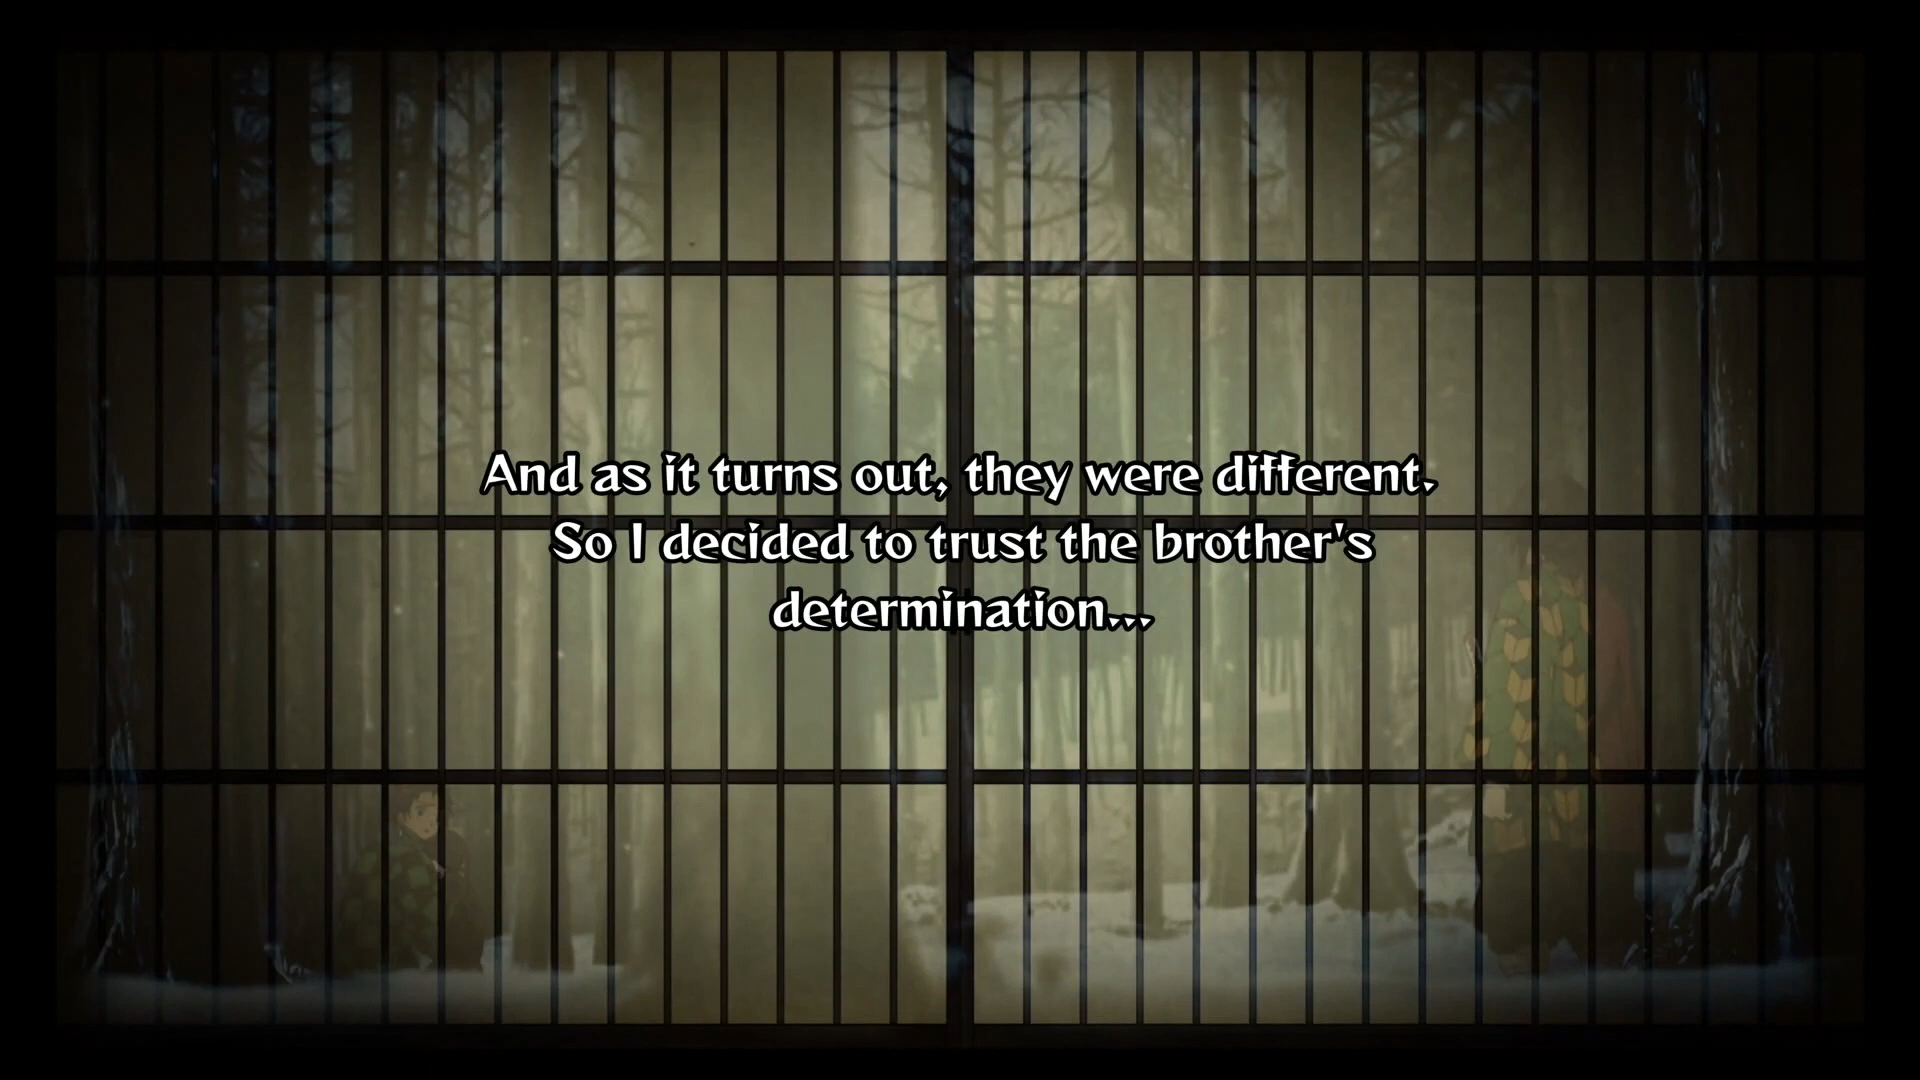 And as it turns out, they were different.
So I decided to trust the brother's
determination...